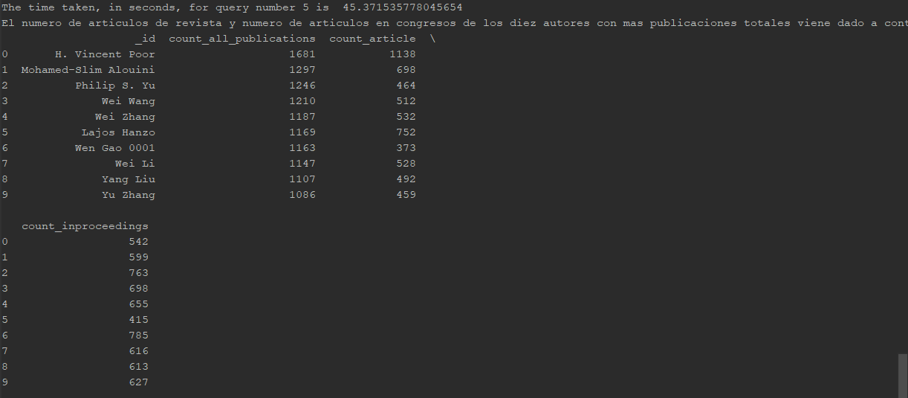 The time taken, in seconds, for query number 5 is  45.371535778045654
El numero de articulos de revista y numero de articulos en congresos de los diez autores con mas publicaciones totales viene dado a cont
_id  count_all_publications  count_article  \
0       H. Vincent Poor                    1681           1138
1  Mohamed-Slim Alouini                    1297            698
2          Philip S. Yu                    1246            464
3              Wei Wang                    1210            512
4             Wei Zhang                    1187            532
5           Lajos Hanzo                    1169            752
6          Wen Gao 0001                    1163            373
7                Wei Li                    1147            528
8              Yang Liu                    1107            492
9              Yu Zhang                    1086            459
count_inproceedings
0                  542
1                  599
2                  763
3                  698
4                  655
5                  415
6                  785
7                  616
8                  613
9                  627